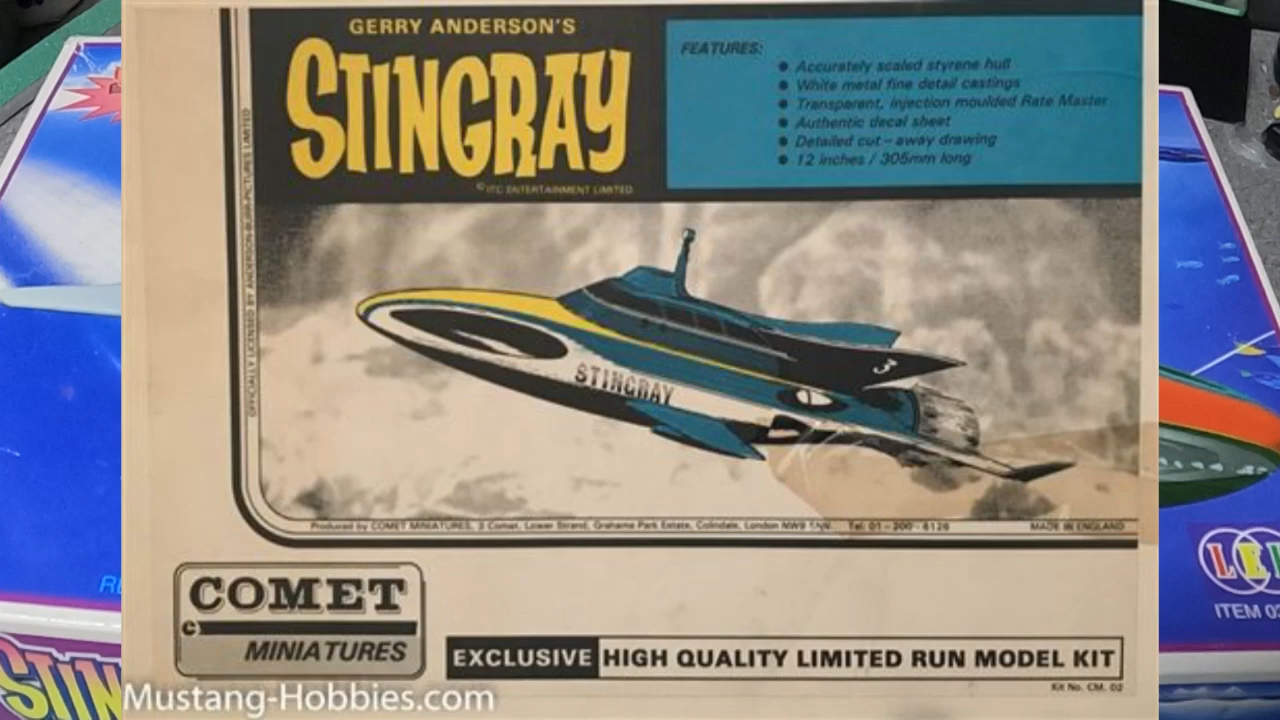 GERRY ANDERSON'S
STINGRAY
© ITC ENTERTAINMENT LIMITED
FEATURES:
● Accurately scaled styrene hull
● White metal fine detail castings
● Transparent, injection moulded Rate Master
● Authentic decal sheet
● Detailed cut - away drawing
● 12 inches / 305mm long
OFFICIALLY LICENSED BY ANDERSON BURR PICTURES LIMITED
STINGRAY
3
Produced by COMET MINIATURES, 3 Comet, Lower Strand, Grahame Park Estate, Colindale, London NW9 Tel: 01 - 200 - 6126 MADE IN ENGLAND
COMET
MINIATURES
EXCLUSIVE HIGH QUALITY LIMITED RUN MODEL KIT
Kit No. CM. 02
Mustang-Hobbies.com
ITEM